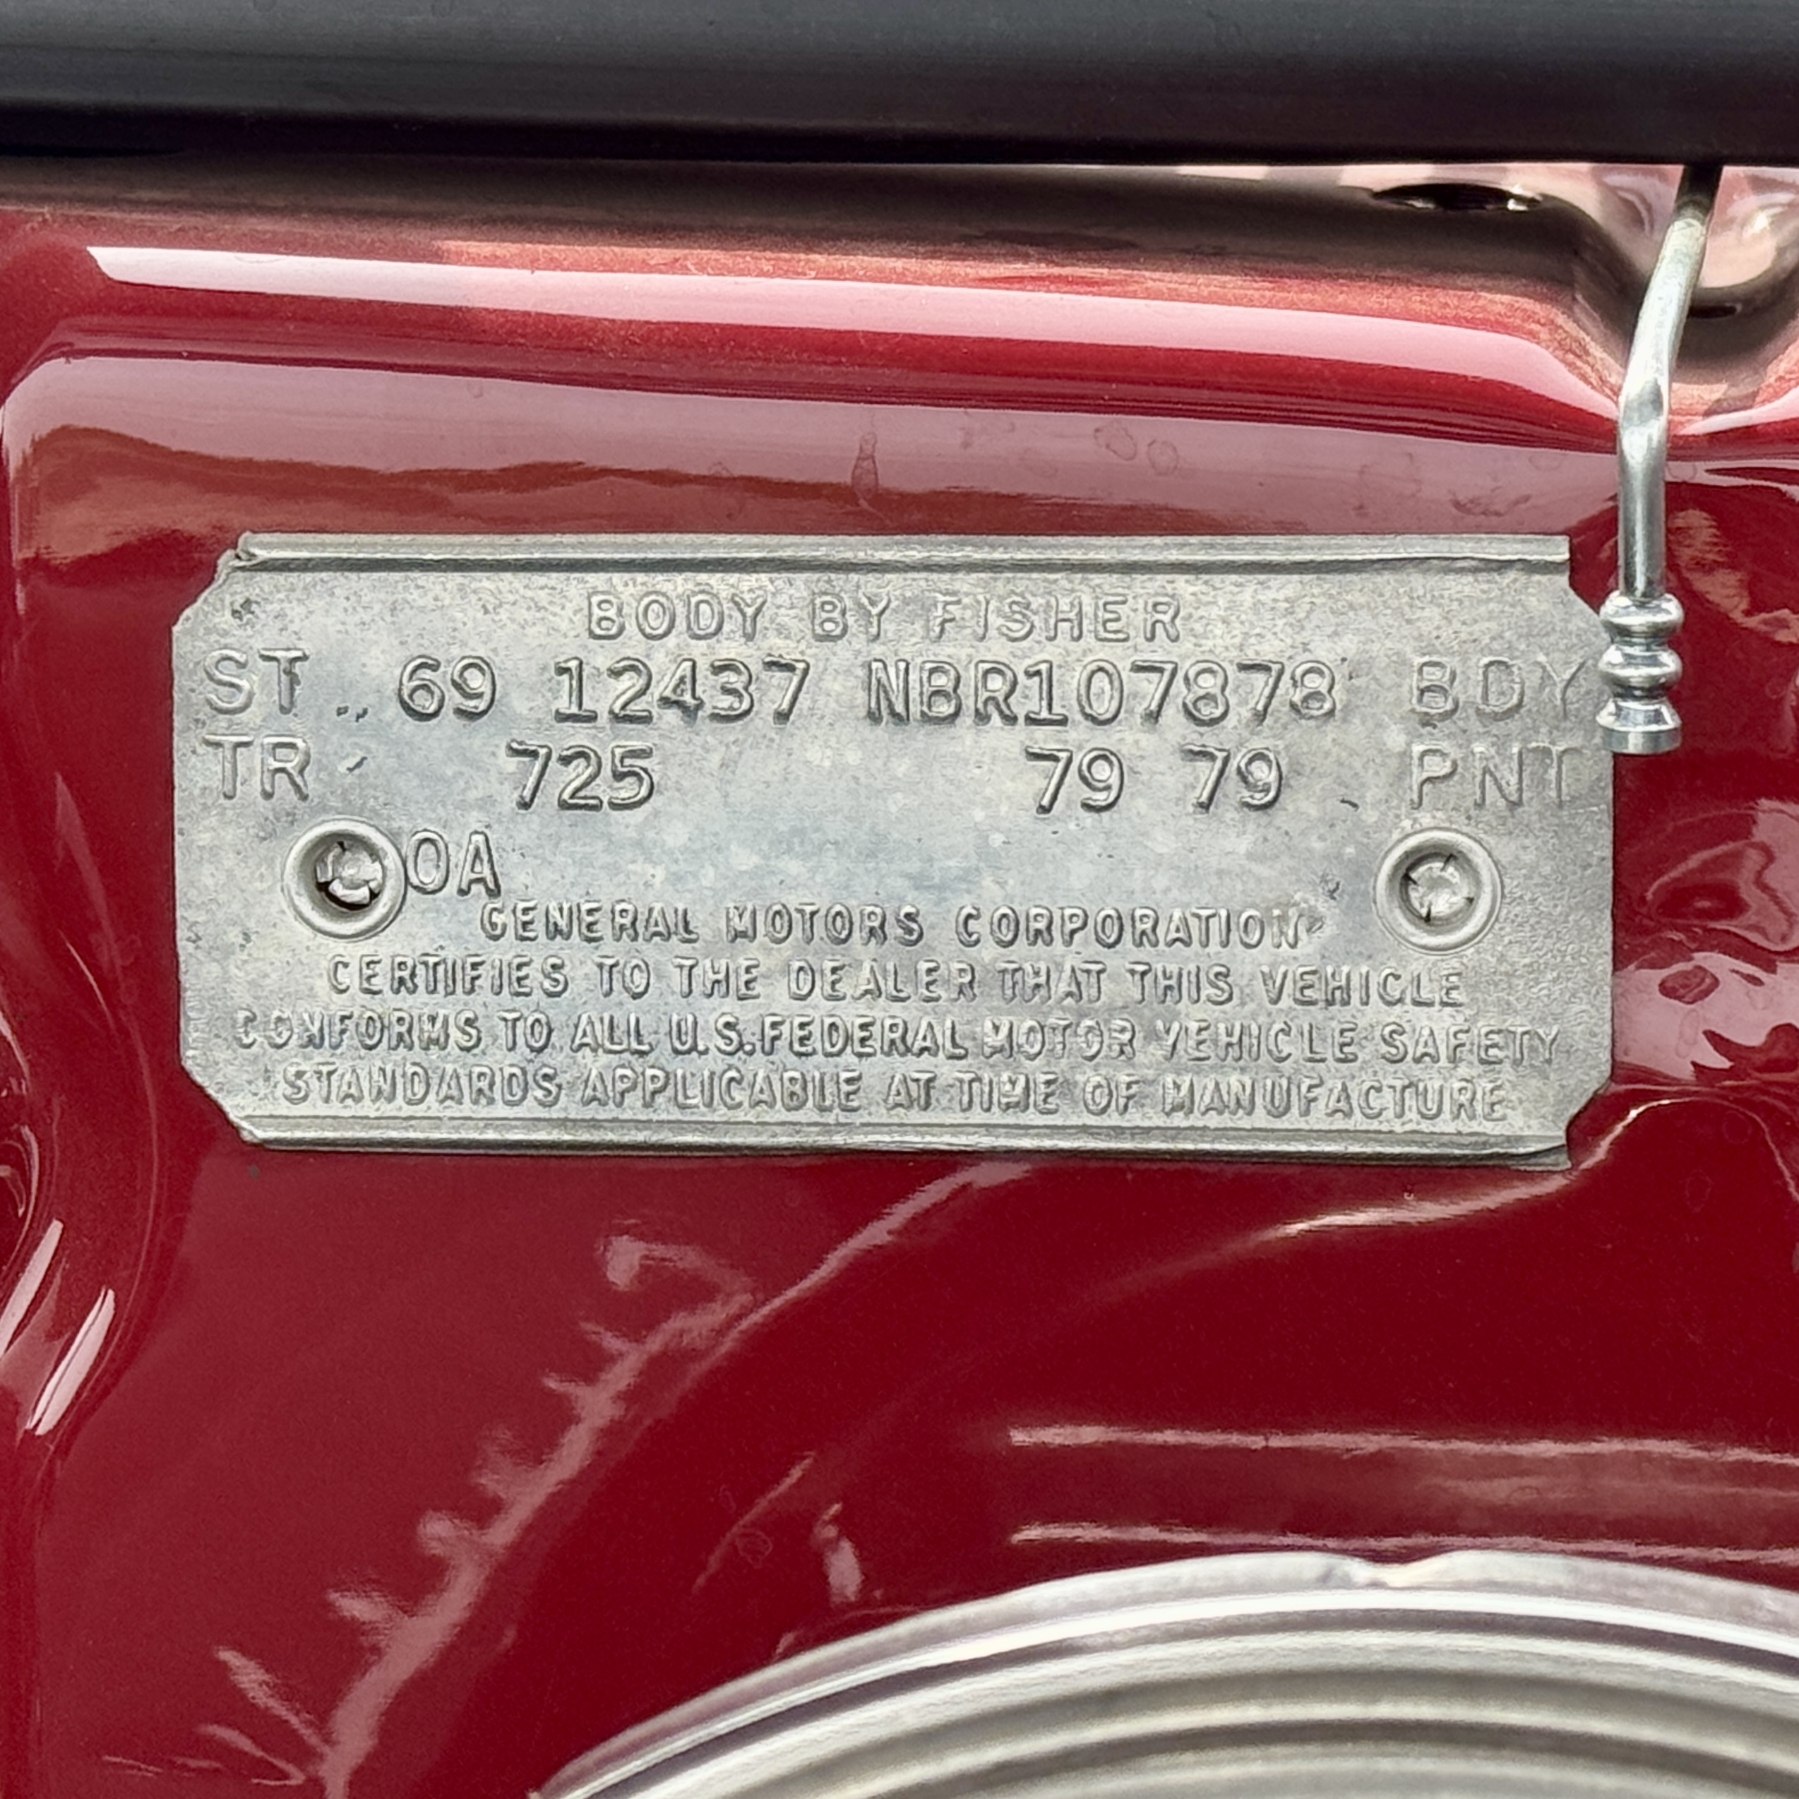 BODY BY FISHER
ST 69 12437 NBR107878 BDY
TR 725 79 79 PNT
OA
GENERAL MOTORS CORPORATION
CERTIFIES TO THE DEALER THAT THIS VEHICLE
CONFORMS TO ALL U.S.FEDERAL MOTOR VEHICLE SAFETY
STANDARDS APPLICABLE AT TIME OF MANUFACTURE